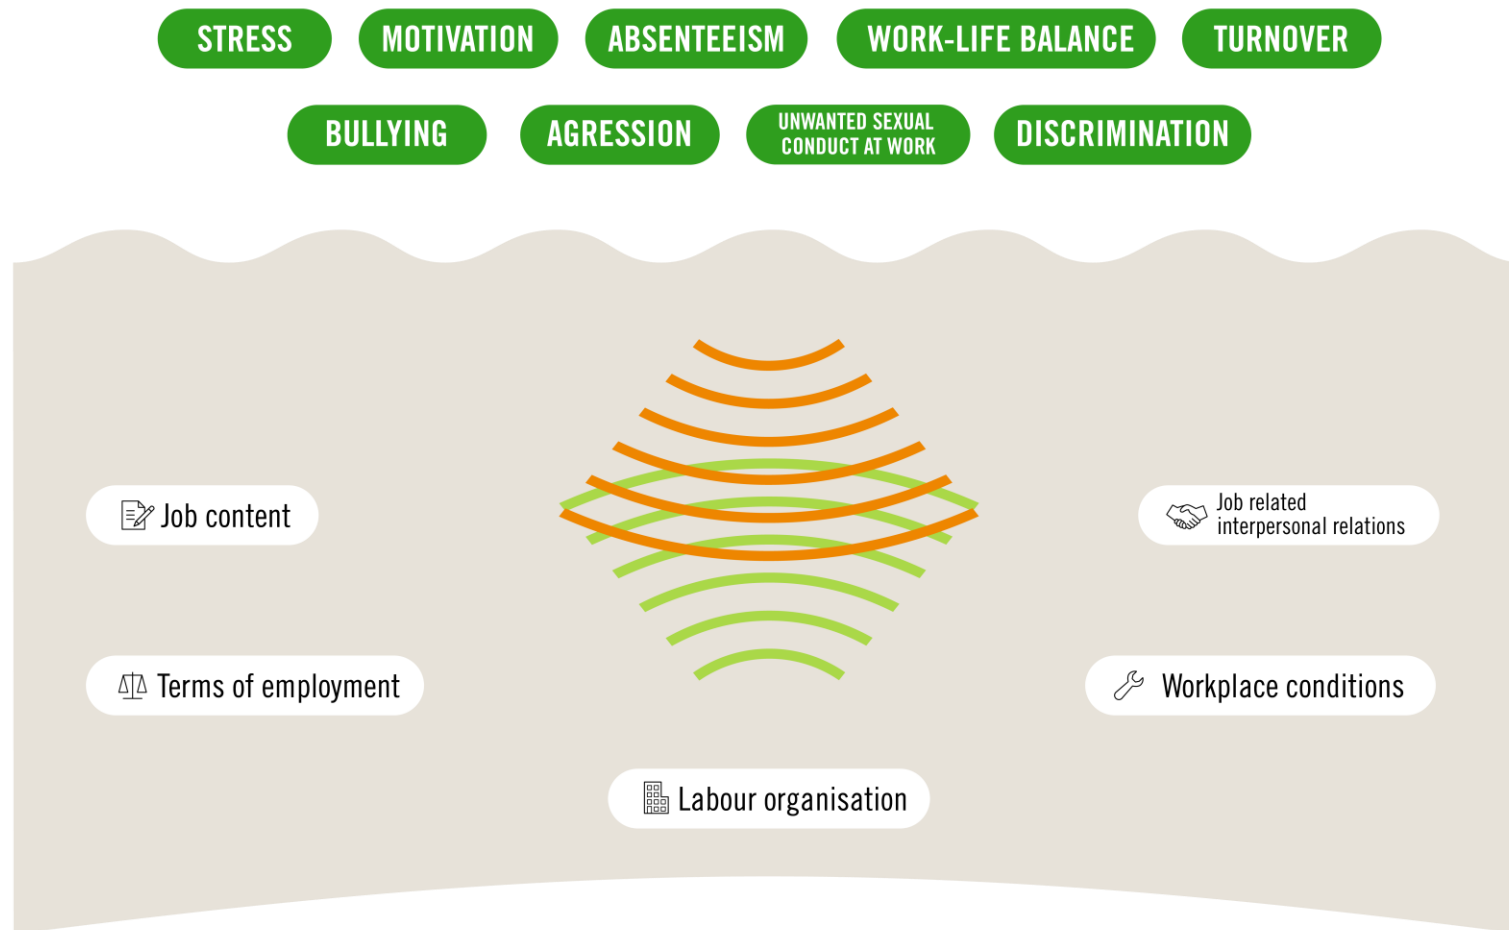 STRESS
MOTIVATION
ABSENTEEISM
WORK-LIFE BALANCE
TURNOVER
BULLYING
AGRESSION
UNWANTED SEXUAL
CONDUCT AT WORK
DISCRIMINATION
Job content
Job related
interpersonal relations
Terms of employment
Workplace conditions
Labour organisation